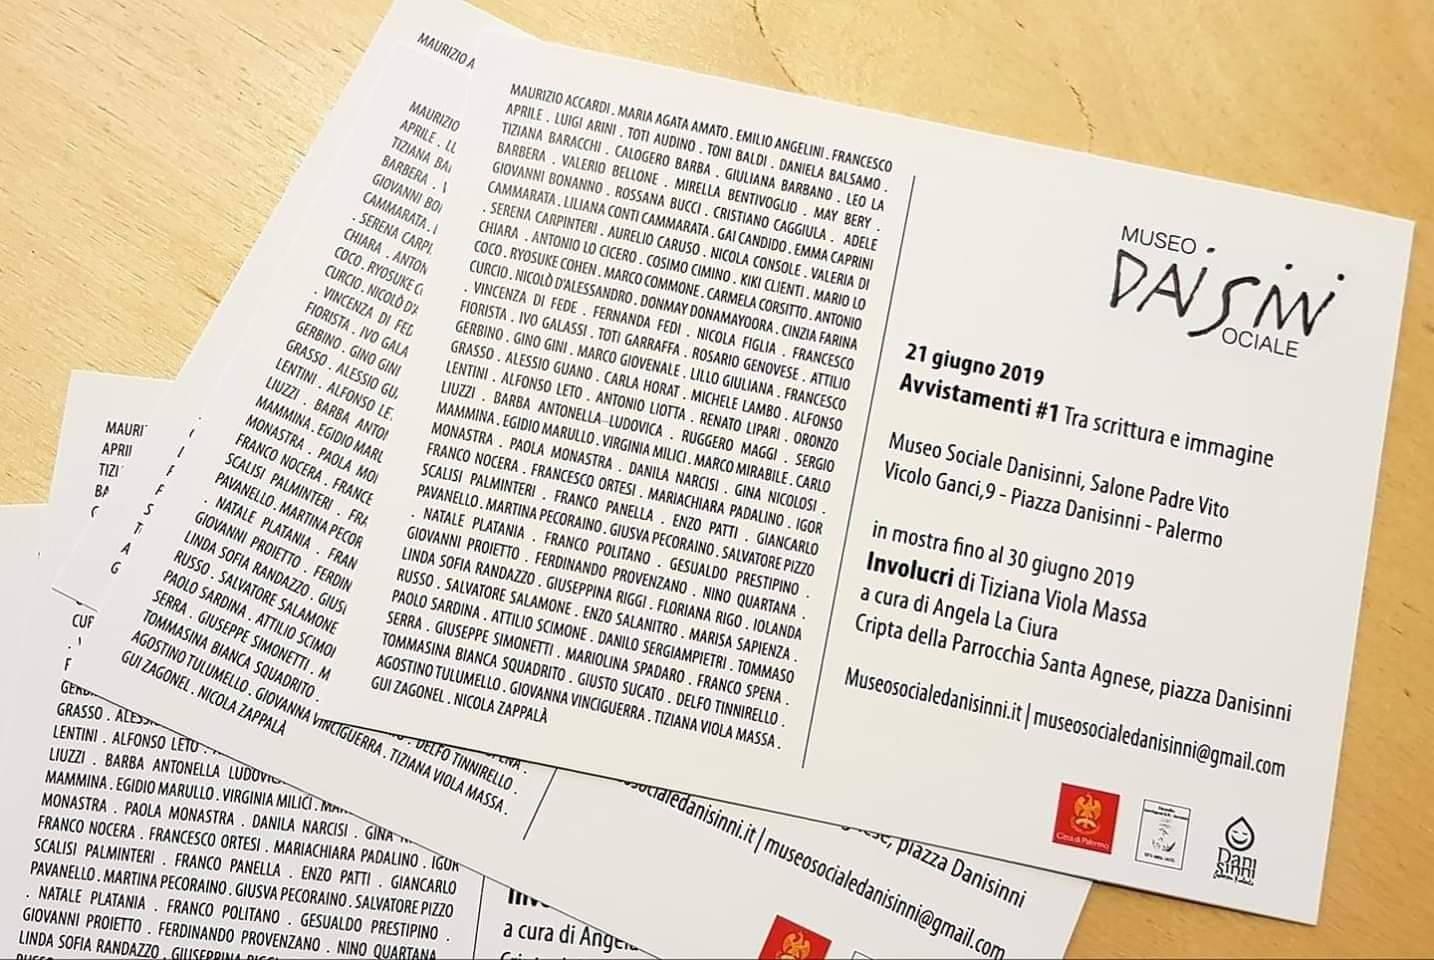 MAURIZIO ACCARDI . MARIA AGATA AMATO . EMILIO ANGELINI . FRANCESCO
APRILE . LUIGI ARINI . TOTI AUDINO . TONI BALDI . DANIELA BALSAMO .
TIZIANA BARACCHI . CALOGERO BARBA . GIULIANA BARBANO . LEO LA
BARBERA . VALERIO BELLONE . MIRELLA BENTIVOGLIO . MAY BERY .
GIOVANNI BONANNO . ROSSANA BUCCI . CRISTIANO CAGGIULA . ADELE
CAMMARATA . LILIANA CONTI CAMMARATA . GAI CANDIDO . EMMA CAPRINI
. SERENA CARPINTERI . AURELIO CARUSO . NICOLA CONSOLE . VALERIA DI
CHIARA . ANTONIO LO CICERO . COSIMO CIMINO . KIKI CLIENTI . MARIO LO
COCO . RYOSUKE COHEN . MARCO COMMONE . CARMELA CORSITTO . ANTONIO
CURCIO . NICOLÒ D'ALESSANDRO . DONMAY DONAMAYOORA . CINZIA FARINA
. VINCENZA DI FEDE . FERNANDA FEDI . NICOLA FIGLIA . FRANCESCO
FIORISTA . IVO GALASSI . TOTI GARRAFFA . ROSARIO GENOVESE . ATTILIO
GERBINO . GINO GINI . MARCO GIOVENALE . LILLO GIULIANA . FRANCESCO
GRASSO . ALESSIO GUANO . CARLA HORAT . MICHELE LAMBO . ALFONSO
LENTINI . ALFONSO LETO . ANTONIO LIOTTA . RENATO LIPARI . ORONZO
LIUZZI . BARBA ANTONELLA-LUDOVICA . RUGGERO MAGGI . SERGIO
MAMMINA . EGIDIO MARULLO . VIRGINIA MILICI . MARCO MIRABILE . CARLO
MONASTRA . PAOLA MONASTRA . DANILA NARCISI . GINA NICOLOSI .
FRANCO NOCERA . FRANCESCO ORTESI . MARIACHIARA PADALINO . IGOR
SCALISI PALMINTERI . FRANCO PANELLA . ENZO PATTI . GIANCARLO
PAVANELLO . MARTINA PECORAINO . GIUSVA PECORAINO . SALVATORE PIZZO
. NATALE PLATANIA . FRANCO POLITANO . GESUALDO PRESTIPINO .
GIOVANNI PROIETTO . FERDINANDO PROVENZANO . NINO QUARTANA .
LINDA SOFIA RANDAZZO . GIUSEPPINA RIGGI . FLORIANA RIGO . IOLANDA
RUSSO . SALVATORE SALAMONE . ENZO SALANITRO . MARISA SAPIENZA .
PAOLO SARDINA . ATTILIO SCIMONE . DANILO SERGIAMPIETRI . TOMMASO
SERRA . GIUSEPPE SIMONETTI . MARIOLINA SPADARO . FRANCO SPENA .
TOMMASINA BIANCA SQUADRITO . GIUSTO SUCATO . DELFO TINNIRELLO .
AGOSTINO TULUMELLO . GIOVANNA VINCIGUERRA . TIZIANA VIOLA MASSA .
GUI ZAGONEL . NICOLA ZAPPALÀ
MUSEO
DANISINNI
SOCIALE
21 giugno 2019
Avvistamenti #1 Tra scrittura e immagine
Museo Sociale Danisinni, Salone Padre Vito
Vicolo Ganci,9 - Piazza Danisinni - Palermo
in mostra fino al 30 giugno 2019
Involucri di Tiziana Viola Massa
a cura di Angela La Ciura
Cripta della Parrocchia Santa Agnese, piazza Danisinni
Museosocialedanisinni.it | museosocialedanisinni@gmail.com
Città di Palermo
Dani
sinni